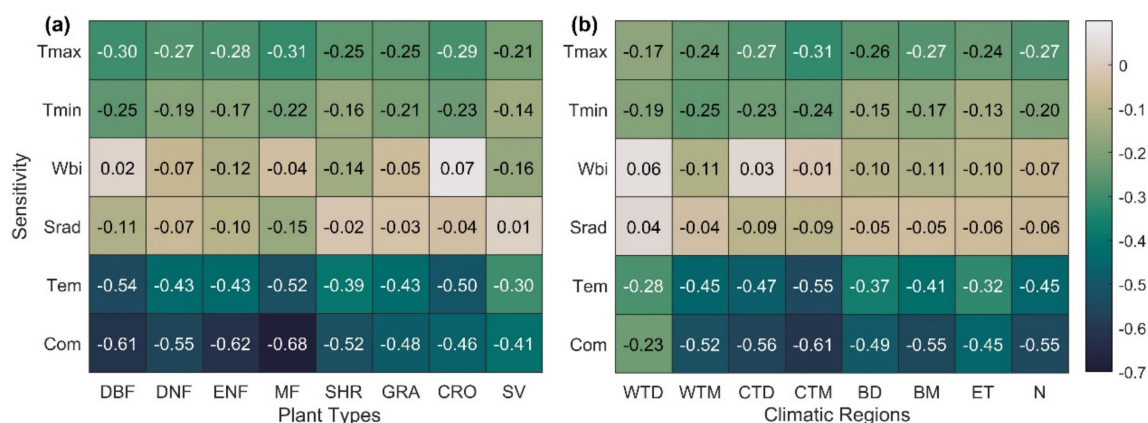 (a)
Sensitivity
Tmax -0.30 -0.27 -0.28 -0.31 -0.25 -0.25 -0.29 -0.21
Tmin -0.25 -0.19 -0.17 -0.22 -0.16 -0.21 -0.23 -0.14
Wbi 0.02 -0.07 -0.12 -0.04 -0.14 -0.05 0.07 -0.16
Srad -0.11 -0.07 -0.10 -0.15 -0.02 -0.03 -0.04 0.01
Tem -0.54 -0.43 -0.43 -0.52 -0.39 -0.43 -0.50 -0.30
Com -0.61 -0.55 -0.62 -0.68 -0.52 -0.48 -0.46 -0.41
DBF DNF ENF MF SHR GRA CRO SV
Plant Types
(b)
Tmax -0.17 -0.24 -0.27 -0.31 -0.26 -0.27 -0.24 -0.27
Tmin -0.19 -0.25 -0.23 -0.24 -0.15 -0.17 -0.13 -0.20
Wbi 0.06 -0.11 0.03 -0.01 -0.10 -0.11 -0.10 -0.07
Srad 0.04 -0.04 -0.09 -0.09 -0.05 -0.05 -0.06 -0.06
Tem -0.28 -0.45 -0.47 -0.55 -0.37 -0.41 -0.32 -0.45
Com -0.23 -0.52 -0.56 -0.61 -0.49 -0.55 -0.45 -0.55
WTD WTM CTD CTM BD BM ET N
Climatic Regions
0
-0.1
-0.2
-0.3
-0.4
-0.5
-0.6
-0.7